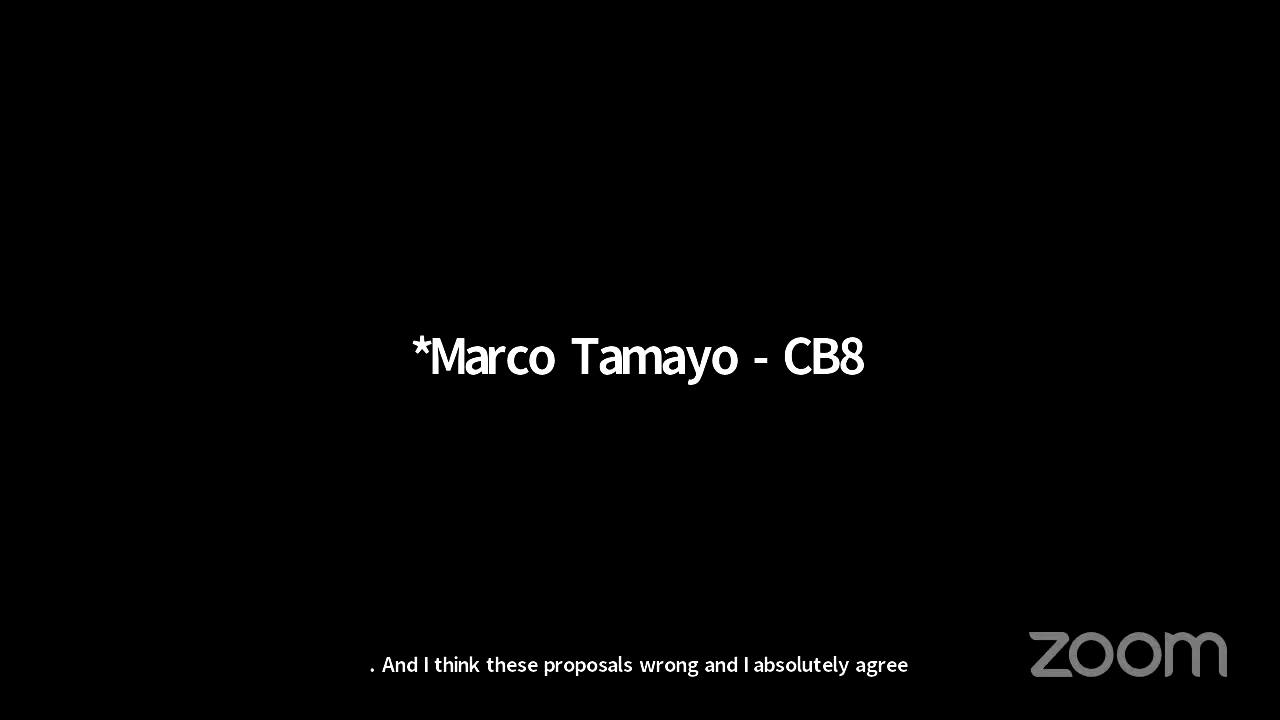 *Marco Tamayo - CB8
. And I think these proposals wrong and I absolutely agree
zoom